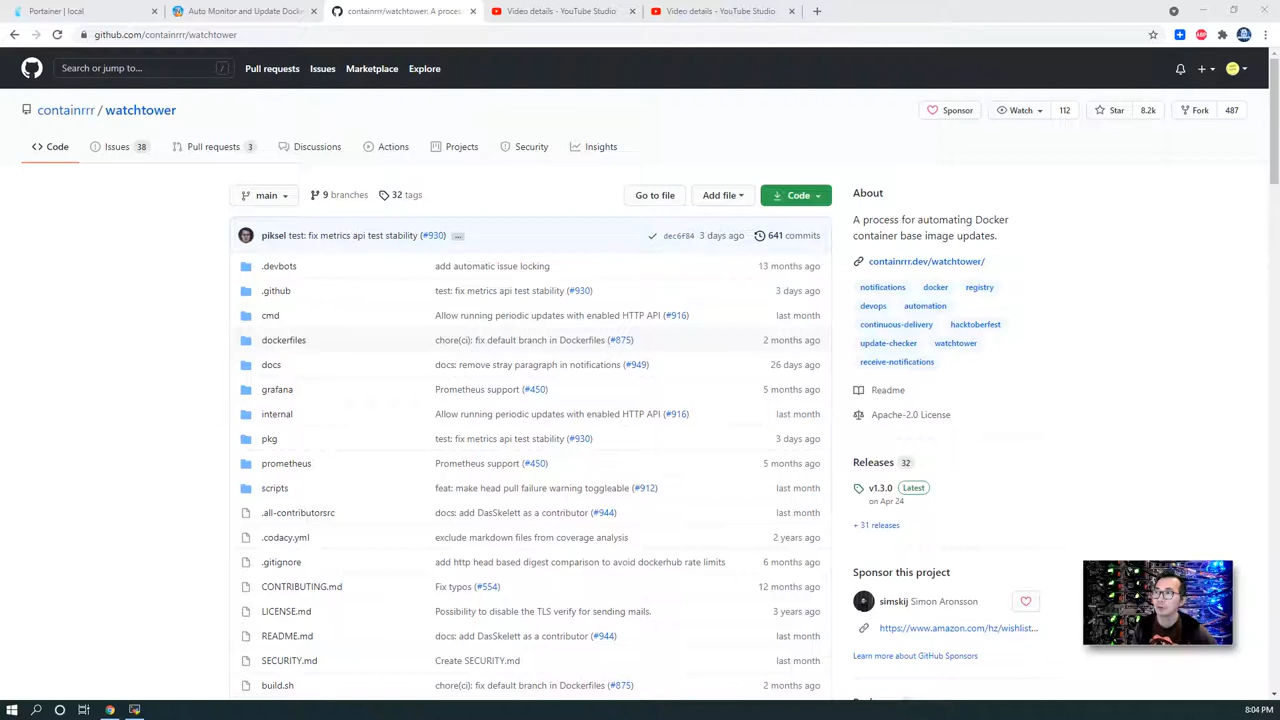 Portainer | local
Auto Monitor and Update Docke
containrrr/watchtower: A proces
Video details - YouTube Studio
Video details - YouTube Studio
github.com/containrrr/watchtower
Search or jump to...
/
Pull requests
Issues
Marketplace
Explore
containrrr / watchtower
Sponsor
Watch
112
Star
8.2k
Fork
487
Code
Issues 38
Pull requests 3
Discussions
Actions
Projects
Security
Insights
main
9 branches
32 tags
Go to file
Add file
Code
piksel test: fix metrics api test stability (#930) ...
dec6f84 3 days ago
641 commits
.devbots add automatic issue locking 13 months ago
.github test: fix metrics api test stability (#930) 3 days ago
cmd Allow running periodic updates with enabled HTTP API (#916) last month
dockerfiles chore(ci): fix default branch in Dockerfiles (#875) 2 months ago
docs docs: remove stray paragraph in notifications (#949) 26 days ago
grafana Prometheus support (#450) 5 months ago
internal Allow running periodic updates with enabled HTTP API (#916) last month
pkg test: fix metrics api test stability (#930) 3 days ago
prometheus Prometheus support (#450) 5 months ago
scripts feat: make head pull failure warning toggleable (#912) last month
.all-contributorsrc docs: add DasSkelett as a contributor (#944) last month
.codacy.yml exclude markdown files from coverage analysis 2 years ago
.gitignore add http head based digest comparison to avoid dockerhub rate limits 6 months ago
CONTRIBUTING.md Fix typos (#554) 12 months ago
LICENSE.md Possibility to disable the TLS verify for sending mails. 3 years ago
README.md docs: add DasSkelett as a contributor (#944) last month
SECURITY.md Create SECURITY.md last month
build.sh chore(ci): fix default branch in Dockerfiles (#875) 2 months ago
About
A process for automating Docker
container base image updates.
containrrr.dev/watchtower/
notifications docker registry
devops automation
continuous-delivery hacktoberfest
update-checker watchtower
receive-notifications
Readme
Apache-2.0 License
Releases 32
v1.3.0 Latest
on Apr 24
+ 31 releases
Sponsor this project
simskij Simon Aronsson
https://www.amazon.com/hz/wishlist...
Learn more about GitHub Sponsors
8:04 PM